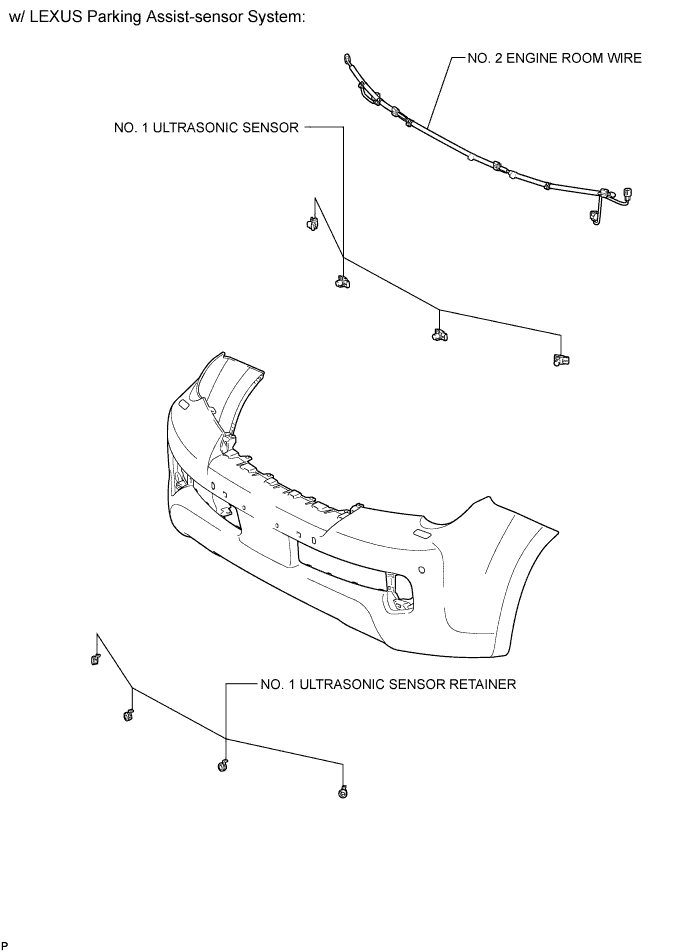 w/ LEXUS Parking Assist-sensor System:
NO. 2 ENGINE ROOM WIRE
NO. 1 ULTRASONIC SENSOR
NO. 1 ULTRASONIC SENSOR RETAINER
P